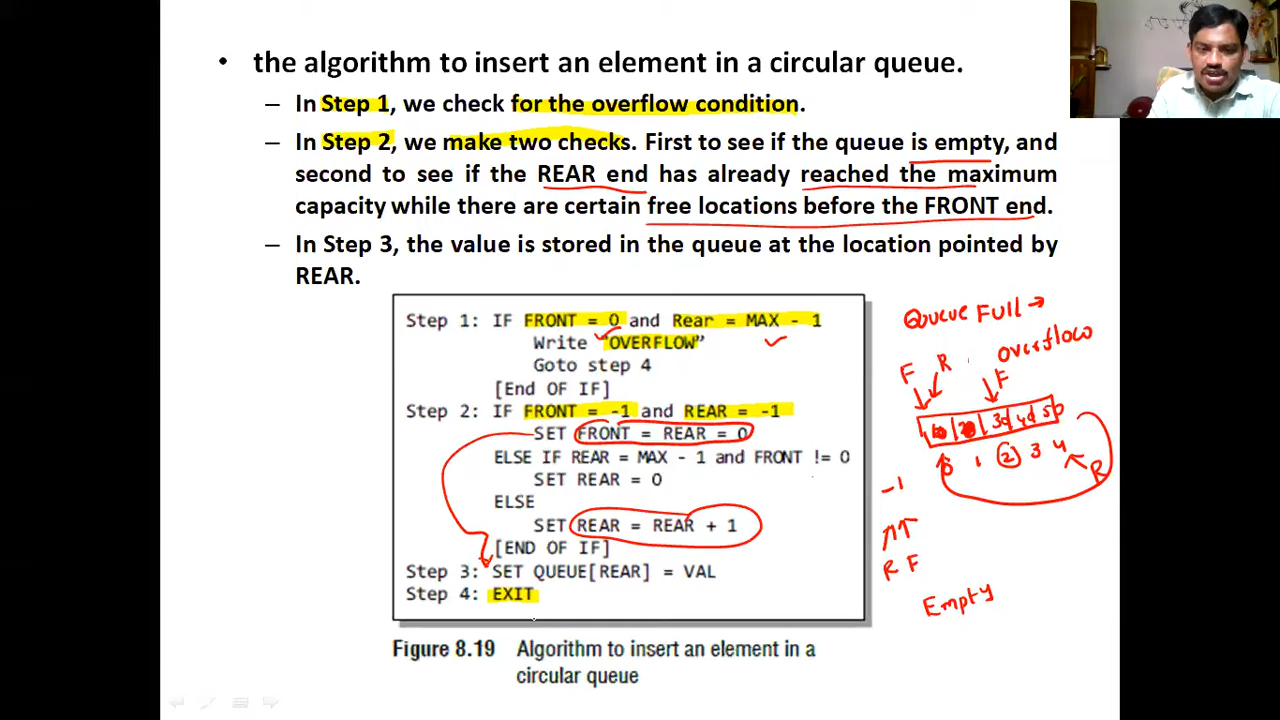 • the algorithm to insert an element in a circular queue.
– In Step 1, we check for the overflow condition.
– In Step 2, we make two checks. First to see if the queue is empty, and
second to see if the REAR end has already reached the maximum
capacity while there are certain free locations before the FRONT end.
– In Step 3, the value is stored in the queue at the location pointed by
REAR.
Step 1: IF FRONT = 0 and Rear = MAX - 1
Write "OVERFLOW"
Goto step 4
[End OF IF]
Step 2: IF FRONT = -1 and REAR = -1
SET FRONT = REAR = 0
ELSE IF REAR = MAX - 1 and FRONT != 0
SET REAR = 0
ELSE
SET REAR = REAR + 1
[END OF IF]
Step 3: SET QUEUE[REAR] = VAL
Step 4: EXIT
Figure 8.19 Algorithm to insert an element in a
circular queue
Queue Full →
Overflow
F R F
30 40 50
0 1 2 3 4
R
-1
R F
Empty